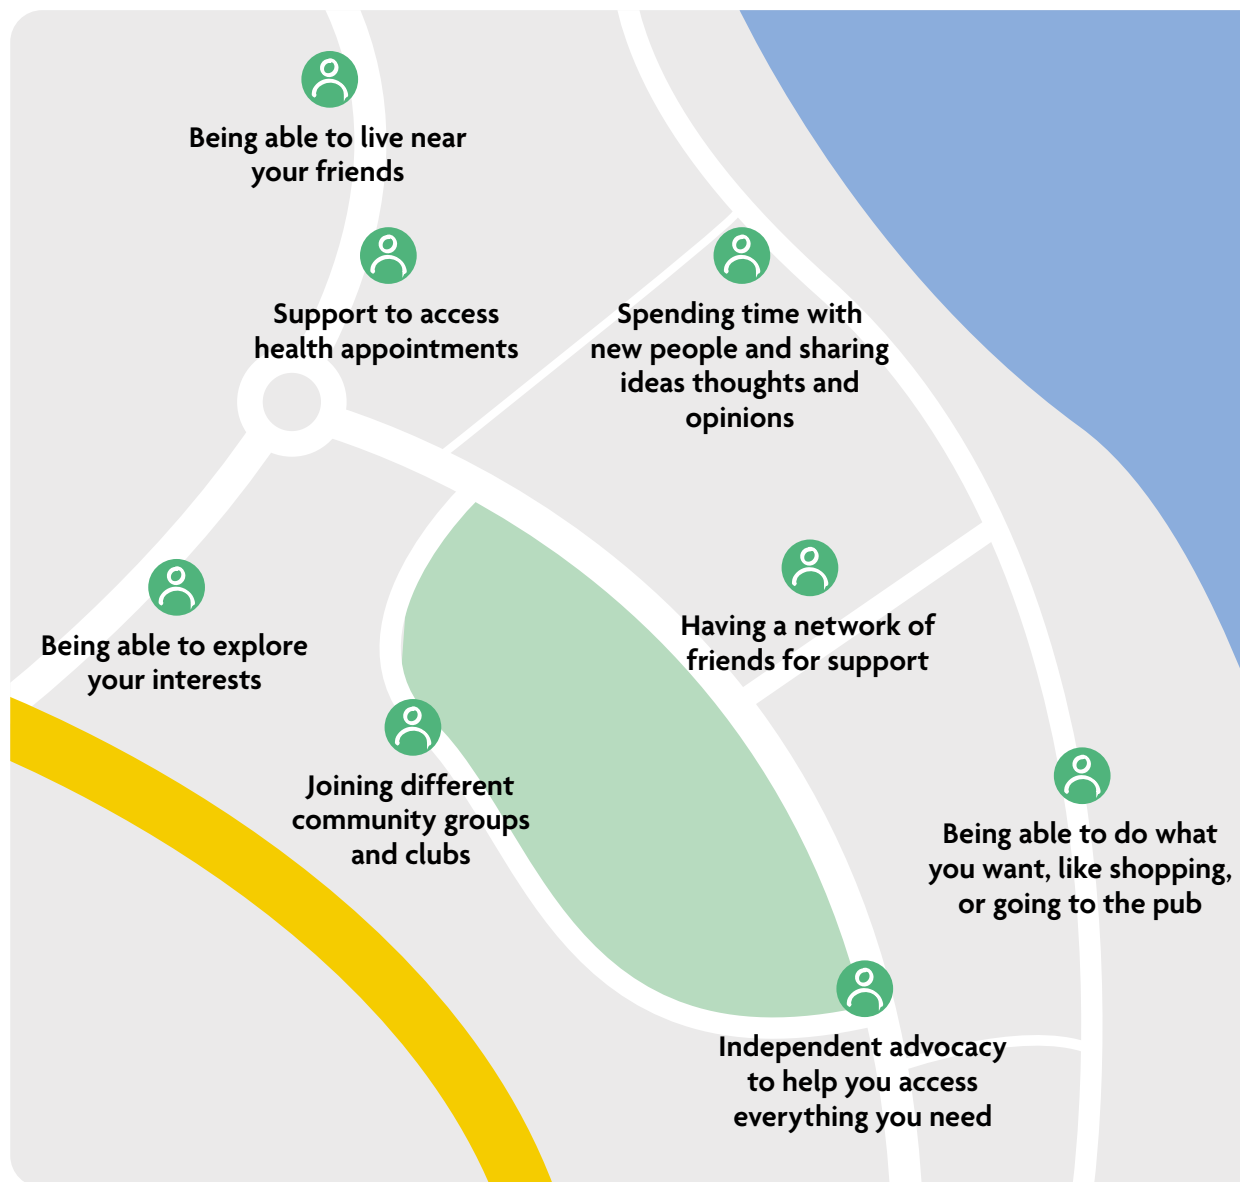 Being able to live near
your friends
Support to access
health appointments
Spending time with
new people and sharing
ideas thoughts and
opinions
Having a network of
friends for support
Being able to explore
your interests
Joining different
community groups
and clubs
Being able to do what
you want, like shopping,
or going to the pub
Independent advocacy
to help you access
everything you need